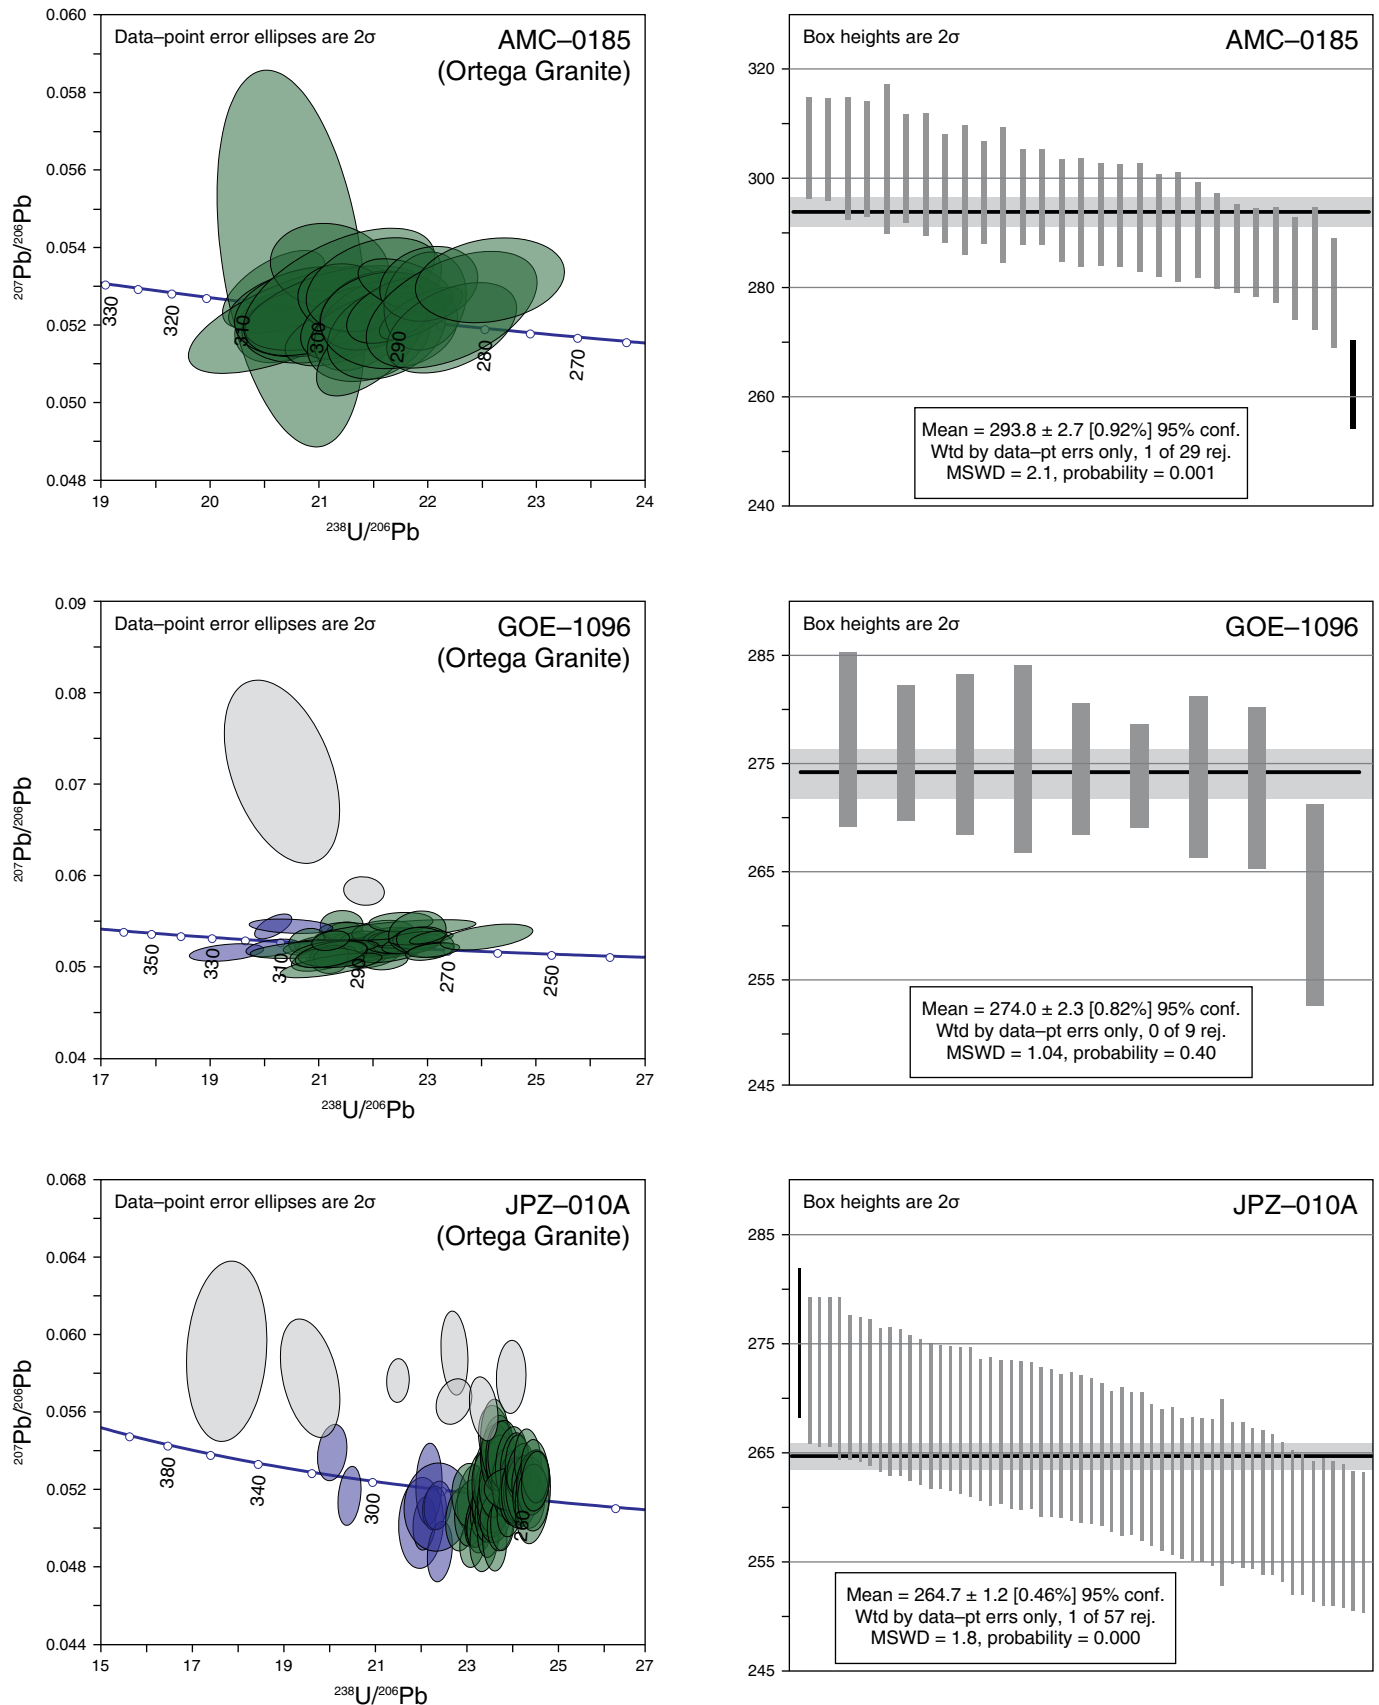 Data–point error ellipses are 2σ
AMC–0185
(Ortega Granite)
0.060
0.058
0.056
0.054
0.052
0.050
0.048
²⁰⁷Pb/²⁰⁶Pb
330
320
310
300
290
280
270
19
20
21
22
23
24
²³⁸U/²⁰⁶Pb
Box heights are 2σ
AMC–0185
320
300
280
260
240
Mean = 293.8 ± 2.7 [0.92%] 95% conf.
Wtd by data–pt errs only, 1 of 29 rej.
MSWD = 2.1, probability = 0.001
Data–point error ellipses are 2σ
GOE–1096
(Ortega Granite)
0.09
0.08
0.07
0.06
0.05
0.04
²⁰⁷Pb/²⁰⁶Pb
350
330
310
290
270
250
17
19
21
23
25
27
²³⁸U/²⁰⁶Pb
Box heights are 2σ
GOE–1096
285
275
265
255
245
Mean = 274.0 ± 2.3 [0.82%] 95% conf.
Wtd by data–pt errs only, 0 of 9 rej.
MSWD = 1.04, probability = 0.40
Data–point error ellipses are 2σ
JPZ–010A
(Ortega Granite)
0.068
0.064
0.060
0.056
0.052
0.048
0.044
²⁰⁷Pb/²⁰⁶Pb
380
340
300
260
15
17
19
21
23
25
27
²³⁸U/²⁰⁶Pb
Box heights are 2σ
JPZ–010A
285
275
265
255
245
Mean = 264.7 ± 1.2 [0.46%] 95% conf.
Wtd by data–pt errs only, 1 of 57 rej.
MSWD = 1.8, probability = 0.000